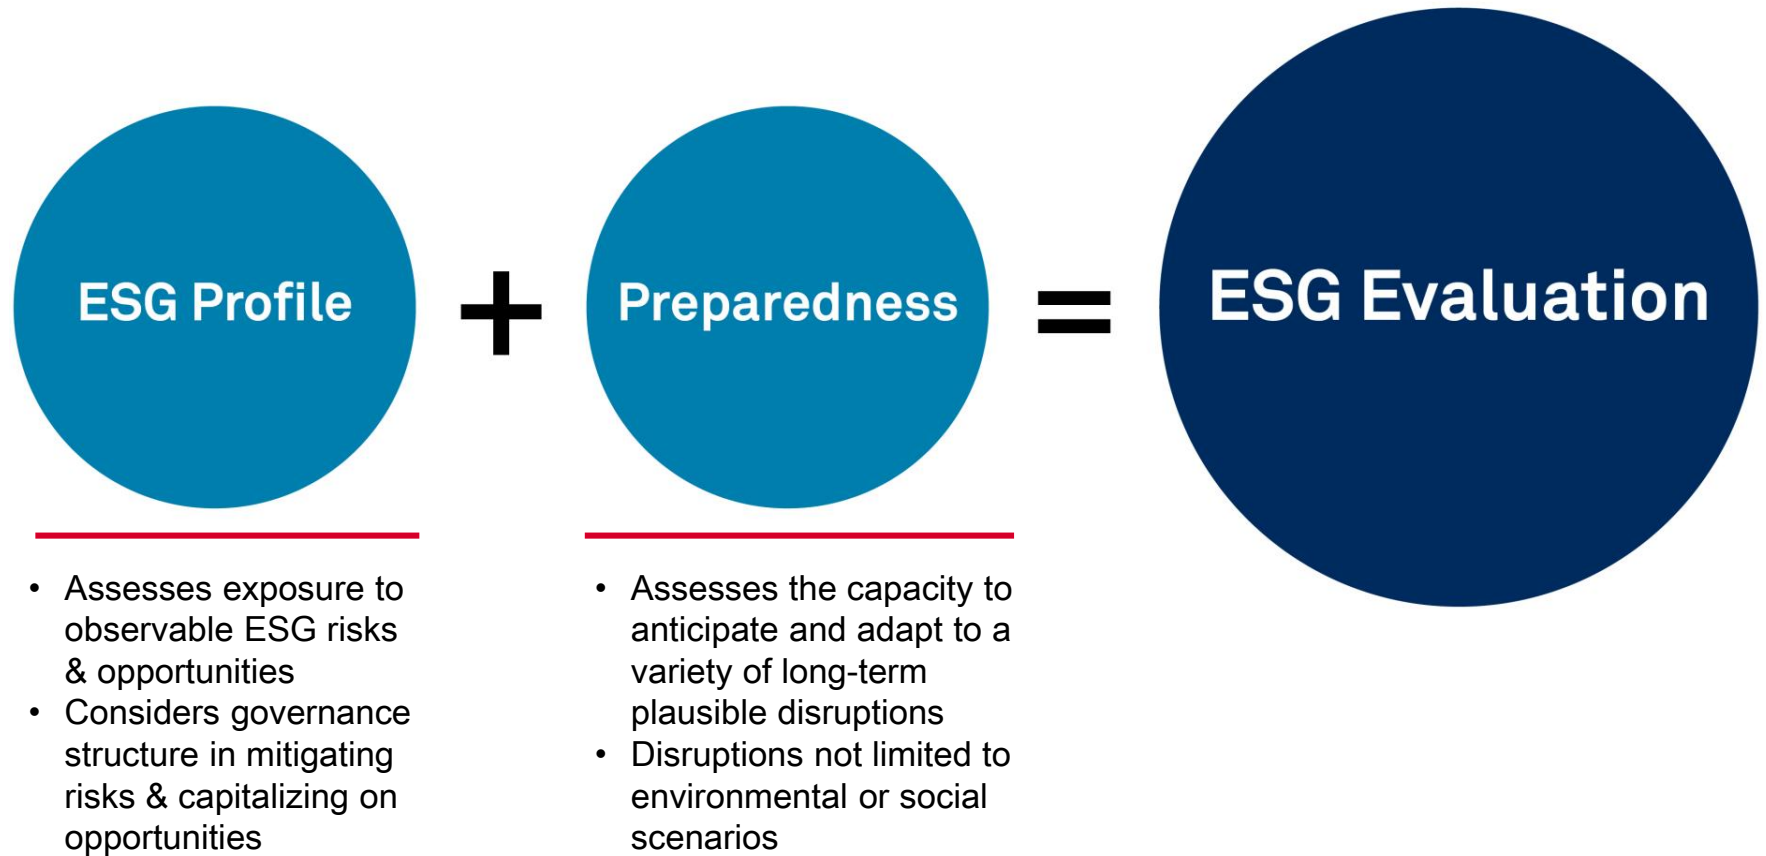 ESG Profile
+
Preparedness
=
ESG Evaluation
• Assesses exposure to
observable ESG risks
& opportunities
• Considers governance
structure in mitigating
risks & capitalizing on
opportunities
• Assesses the capacity to
anticipate and adapt to a
variety of long-term
plausible disruptions
• Disruptions not limited to
environmental or social
scenarios